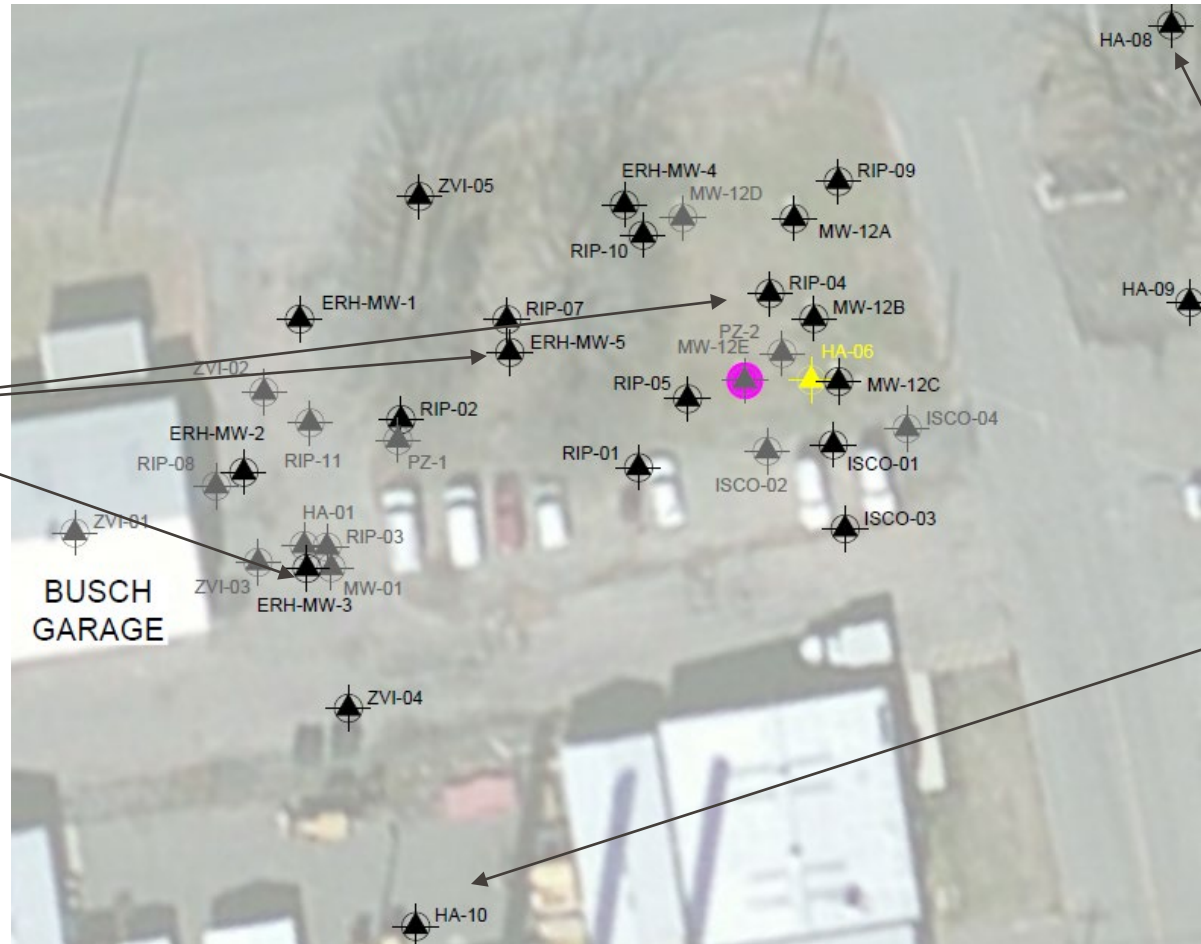 HA-08
ZVI-05
ERH-MW-4
MW-12D
RIP-09
RIP-10
MW-12A
ERH-MW-1
RIP-07
RIP-04
HA-09
MW-12B
ERH-MW-5
PZ-2
MW-12E
HA-06
ZVI-02
RIP-05
MW-12C
RIP-02
ERH-MW-2
RIP-11
PZ-1
ISCO-04
RIP-08
RIP-01
ISCO-01
ISCO-02
HA-01
ZVI-01
RIP-03
ISCO-03
ZVI-03
MW-01
BUSCH
GARAGE
ERH-MW-3
ZVI-04
HA-10